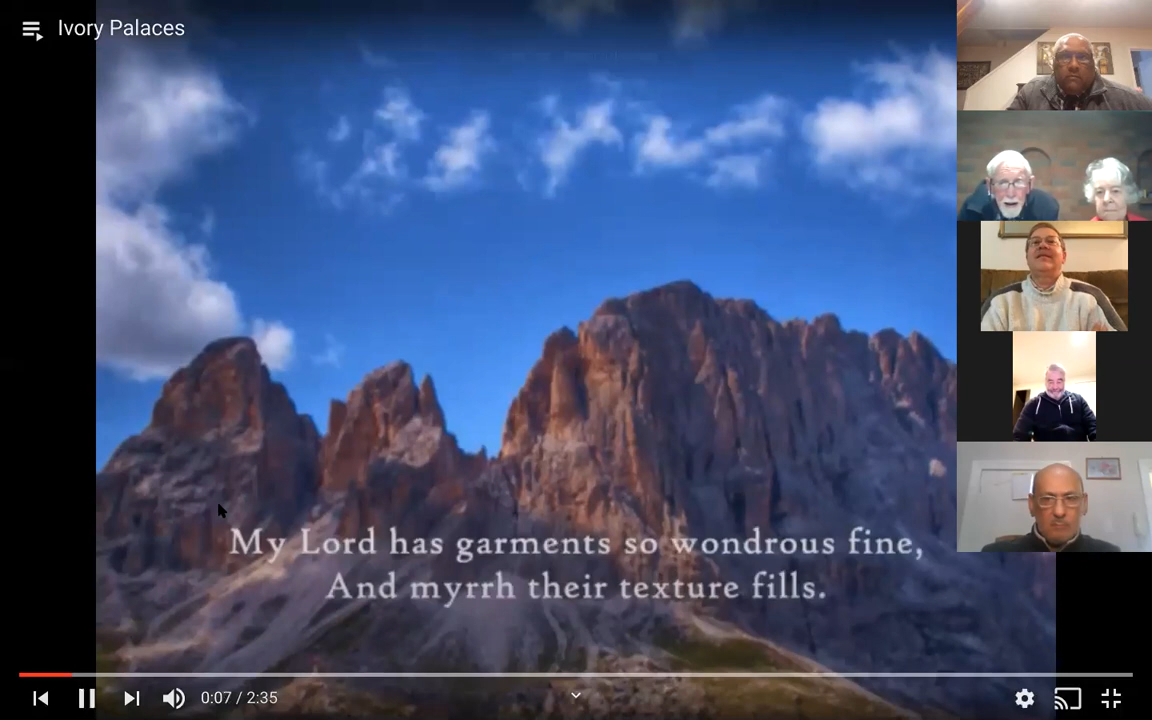 Ivory Palaces
My Lord has garments so wondrous fine,
And myrrh their texture fills.
0:07 / 2:35